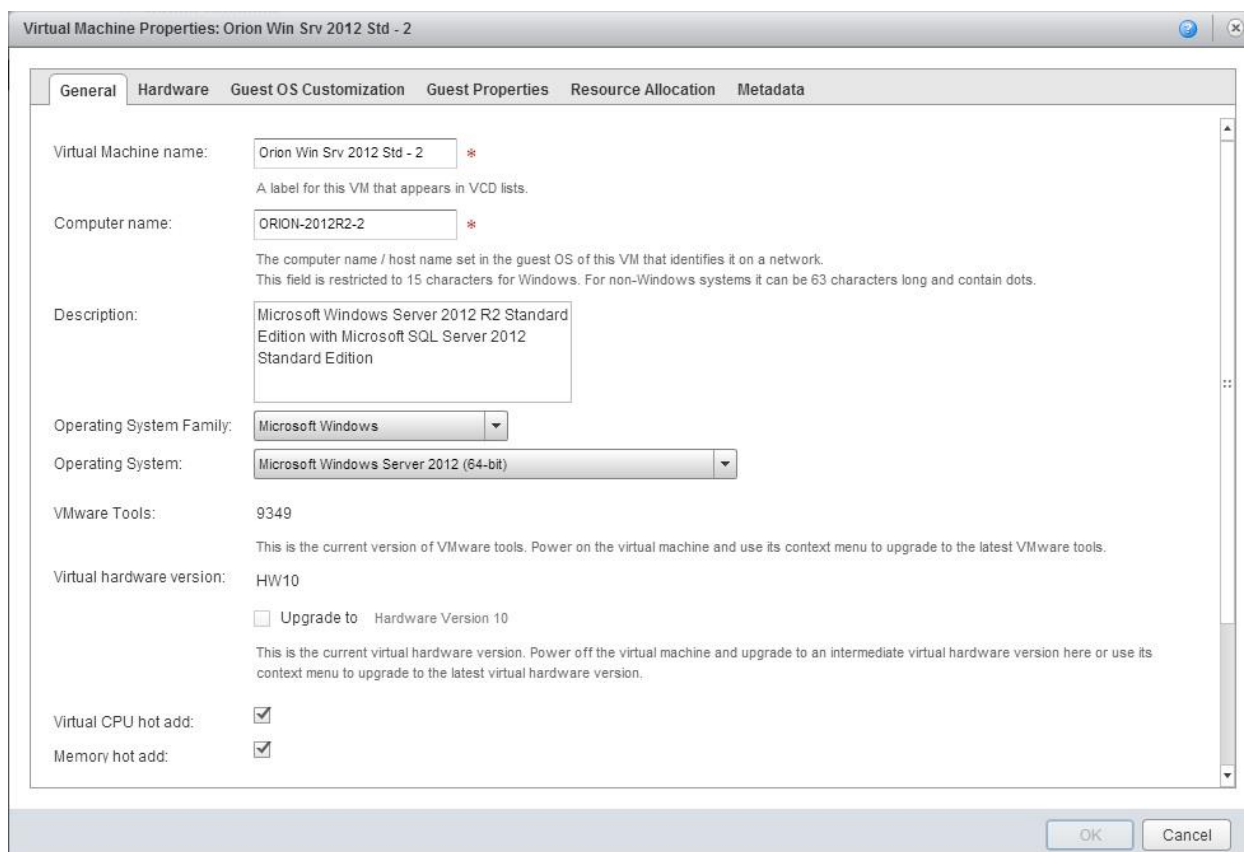 Virtual Machine Properties: Orion Win Srv 2012 Std - 2
General Hardware Guest OS Customization Guest Properties Resource Allocation Metadata
Virtual Machine name: Orion Win Srv 2012 Std - 2 *
A label for this VM that appears in VCD lists.
Computer name: ORION-2012R2-2 *
The computer name / host name set in the guest OS of this VM that identifies it on a network.
This field is restricted to 15 characters for Windows. For non-Windows systems it can be 63 characters long and contain dots.
Description: Microsoft Windows Server 2012 R2 Standard
Edition with Microsoft SQL Server 2012
Standard Edition
Operating System Family: Microsoft Windows
Operating System: Microsoft Windows Server 2012 (64-bit)
VMware Tools: 9349
This is the current version of VMware tools. Power on the virtual machine and use its context menu to upgrade to the latest VMware tools.
Virtual hardware version: HW10
Upgrade to Hardware Version 10
This is the current virtual hardware version. Power off the virtual machine and upgrade to an intermediate virtual hardware version here or use its
context menu to upgrade to the latest virtual hardware version.
Virtual CPU hot add:
Memory hot add:
OK Cancel